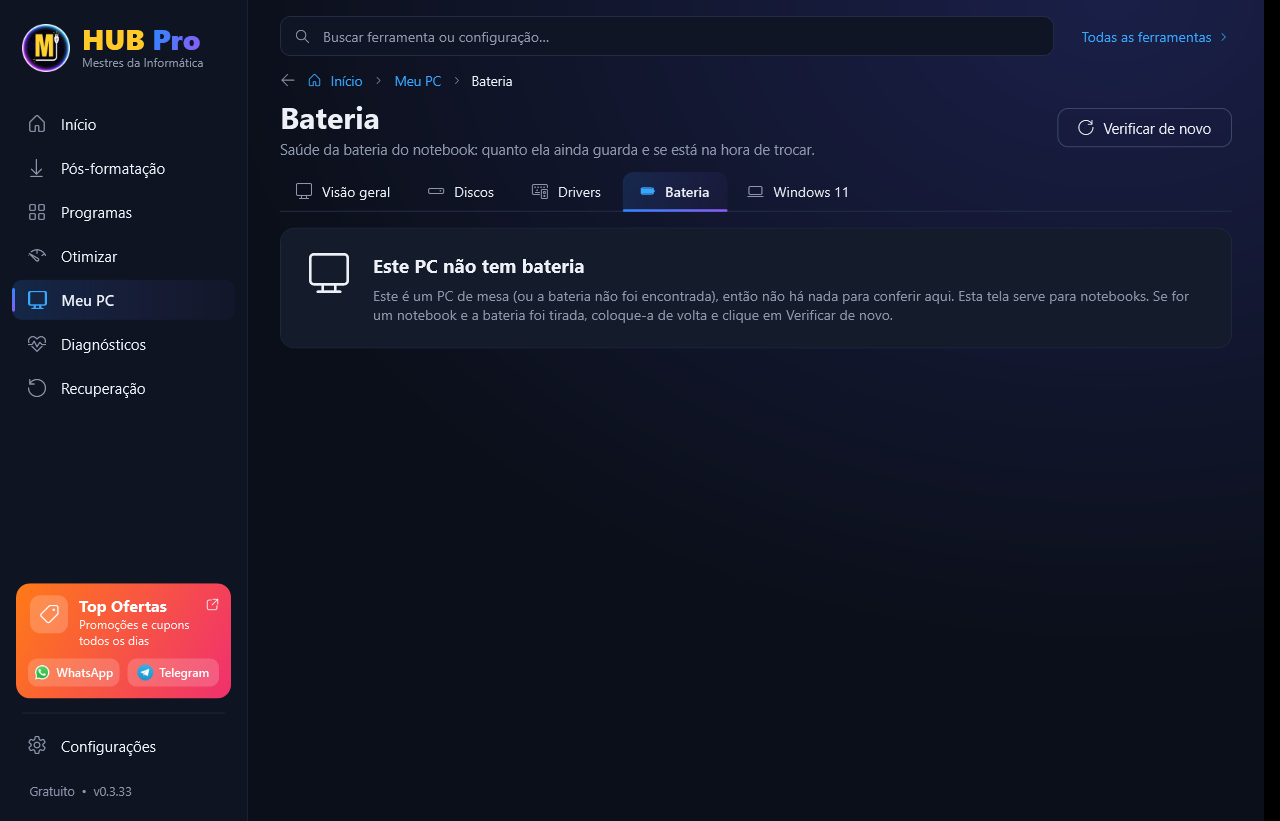 HUB Pro
Mestres da Informática
Buscar ferramenta ou configuração...
Todas as ferramentas
Início
Meu PC
Bateria
Bateria
Verificar de novo
Saúde da bateria do notebook: quanto ela ainda guarda e se está na hora de trocar.
Visão geral
Discos
Drivers
Bateria
Windows 11
Este PC não tem bateria
Este é um PC de mesa (ou a bateria não foi encontrada), então não há nada para conferir aqui. Esta tela serve para notebooks. Se for
um notebook e a bateria foi tirada, coloque-a de volta e clique em Verificar de novo.
Início
Pós-formatação
Programas
Otimizar
Meu PC
Diagnósticos
Recuperação
Top Ofertas
Promoções e cupons
todos os dias
WhatsApp
Telegram
Configurações
Gratuito • v0.3.33